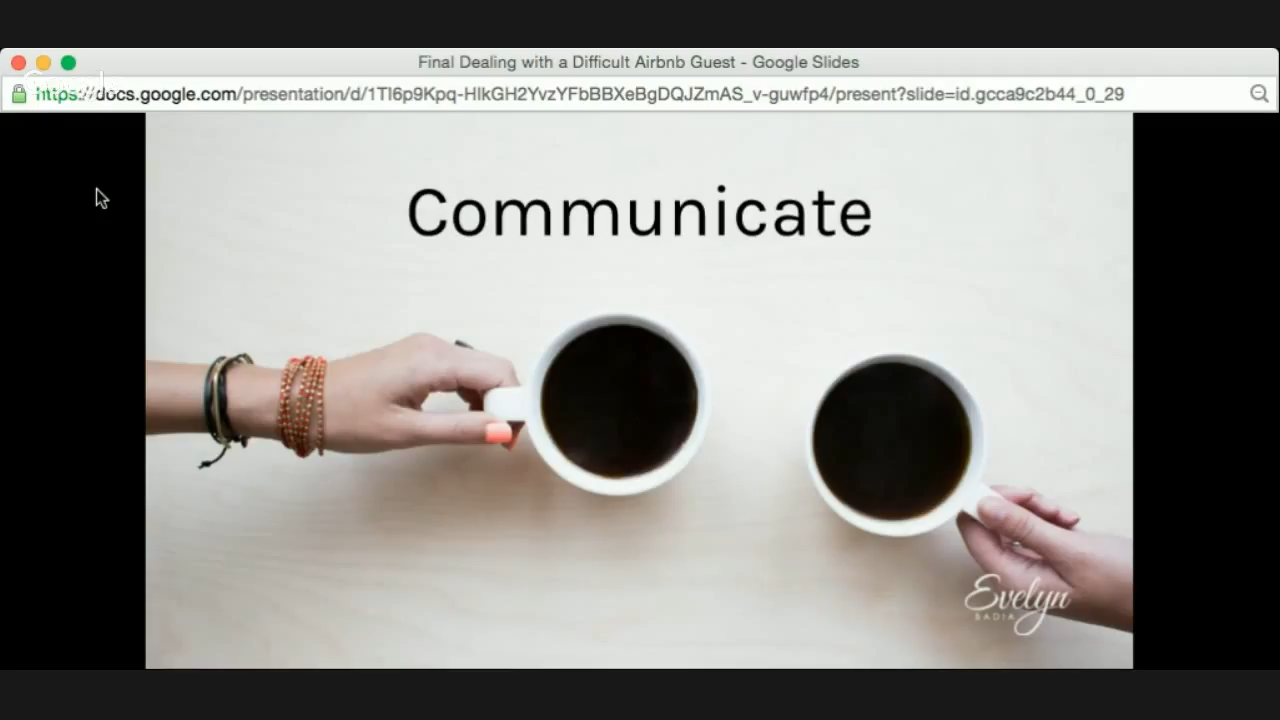 Final Dealing with a Difficult Airbnb Guest - Google Slides
https://docs.google.com/presentation/d/1Tl6p9Kpq-HlkGH2YvzYFbBBXeBgDQJZmAS_v-guwfp4/present?slide=id.gcca9c2b44_0_29
Communicate
Evelyn
BADIA